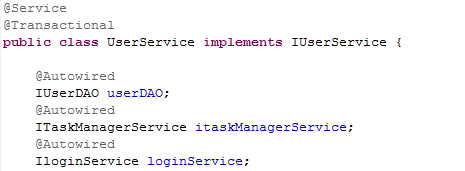 @Service
@Transactional
public class UserService implements IUserService {
@Autowired
IUserDAO userDAO;
@Autowired
ITaskManagerService itaskManagerService;
@Autowired
IloginService loginService;